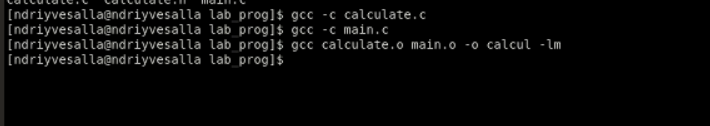 calculate.c calculate.h main.c
[ndriyvesalla@ndriyvesalla lab_prog]$ gcc -c calculate.c
[ndriyvesalla@ndriyvesalla lab_prog]$ gcc -c main.c
[ndriyvesalla@ndriyvesalla lab_prog]$ gcc calculate.o main.o -o calcul -lm
[ndriyvesalla@ndriyvesalla lab_prog]$